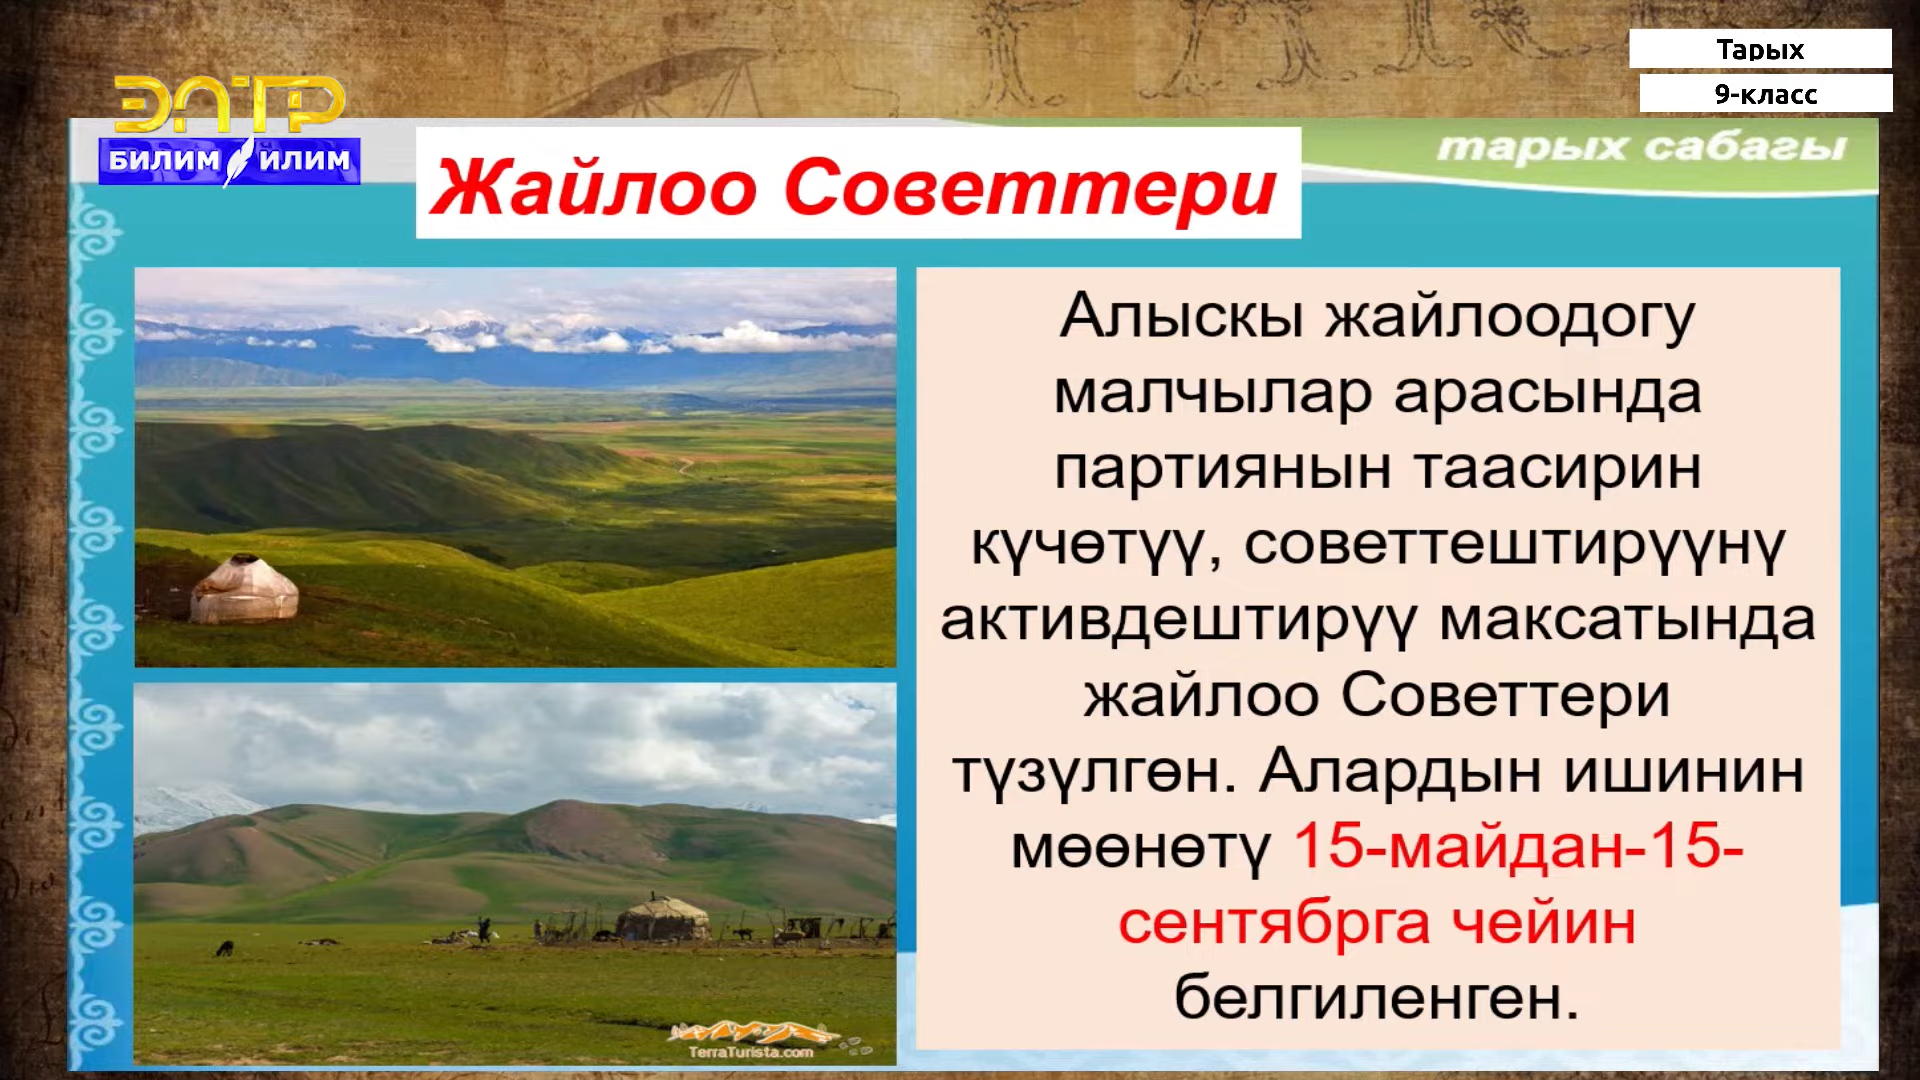 Тарых
9-класс
ЭЛТР
БИЛИМ ИЛИМ
тарых сабагы
Жайлоо Советтери
Алыскы жайлоодогу
малчылар арасында
партиянын таасирин
күчөтүү, советтештирүүнү
активдештирүү максатында
жайлоо Советтери
түзүлгөн. Алардын ишинин
мөөнөтү 15-майдан-15-
сентябрга чейин
белгиленген.
TerraTurista.com